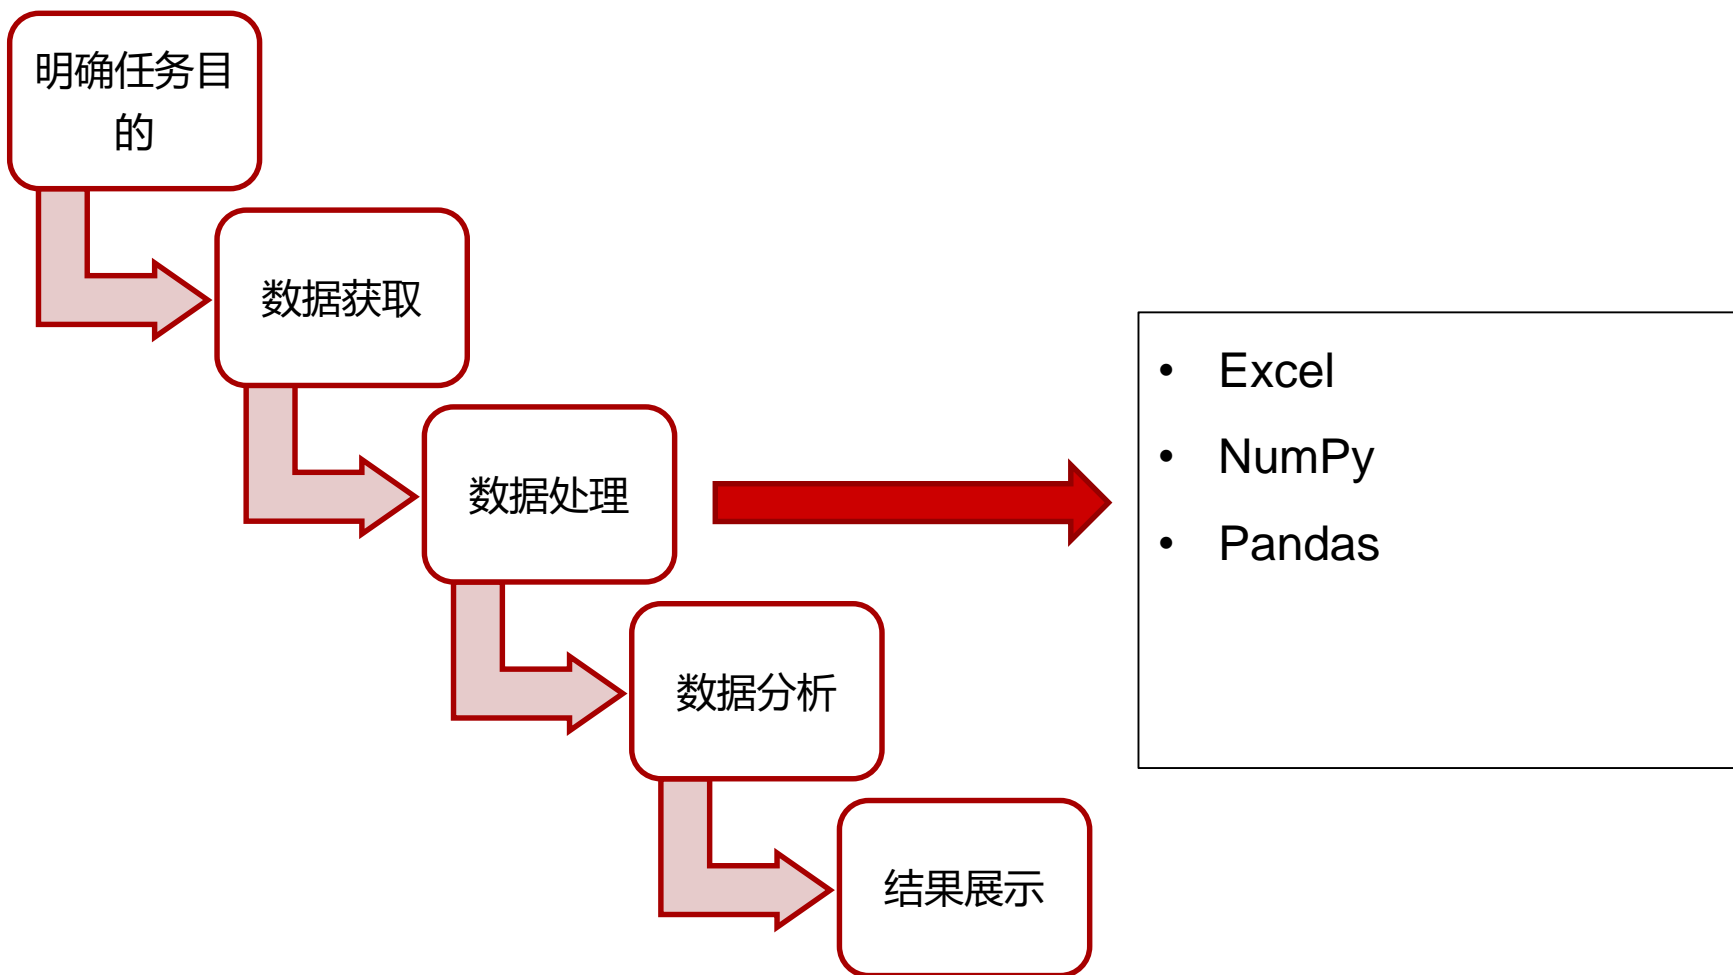 明确任务目
的
数据获取
数据处理
数据分析
结果展示
• Excel
• NumPy
• Pandas